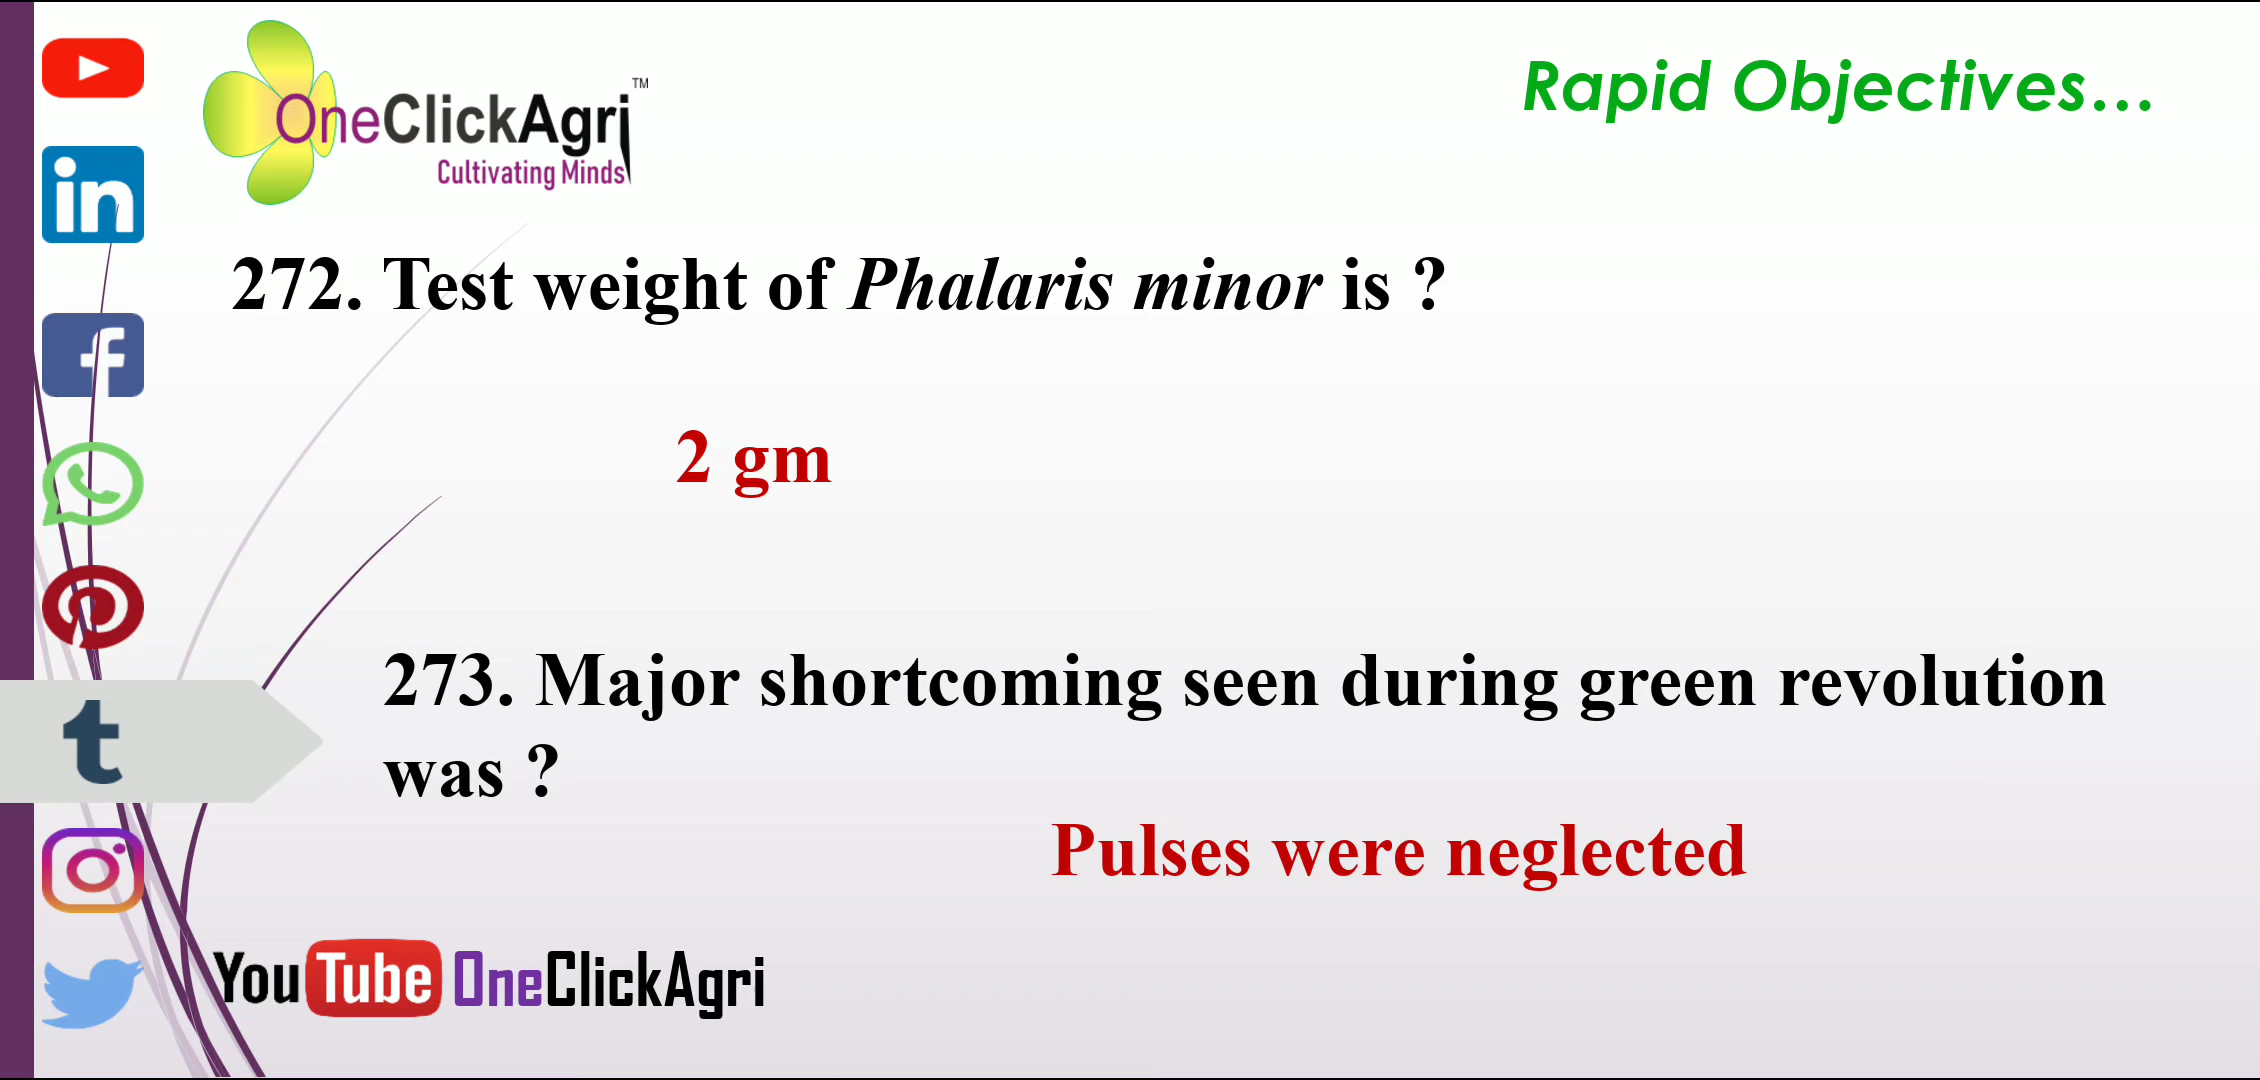 OneClickAgri™
Cultivating Minds
Rapid Objectives...
272. Test weight of Phalaris minor is ?
2 gm
273. Major shortcoming seen during green revolution
was ?
Pulses were neglected
YouTube OneClickAgri